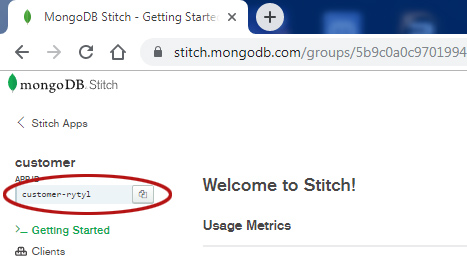 MongoDB Stitch - Getting Starte
stitch.mongodb.com/groups/5b9c0a0c9701994
mongoDB. Stitch
Stitch Apps
customer
APP ID
customer-rytyl
Getting Started
Clients
Welcome to Stitch!
Usage Metrics